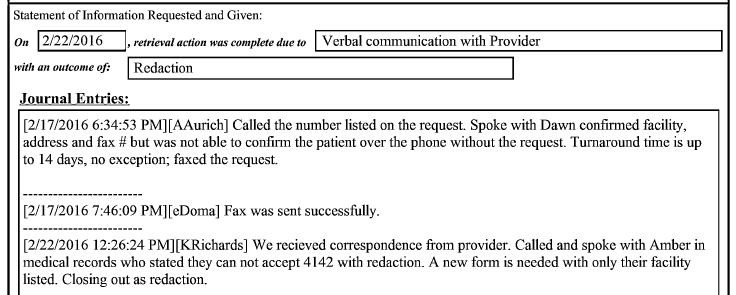 Statement of Information Requested and Given:
On 2/22/2016 , retrieval action was complete due to Verbal communication with Provider
with an outcome of: Redaction
Journal Entries:
[2/17/2016 6:34:53 PM][AAurich] Called the number listed on the request. Spoke with Dawn confirmed facility,
address and fax # but was not able to confirm the patient over the phone without the request. Turnaround time is up
to 14 days, no exception; faxed the request.
------------------------
[2/17/2016 7:46:09 PM][eDoma] Fax was sent successfully.
------------------------
[2/22/2016 12:26:24 PM][KRichards] We recieved correspondence from provider. Called and spoke with Amber in
medical records who stated they can not accept 4142 with redaction. A new form is needed with only their facility
listed. Closing out as redaction.